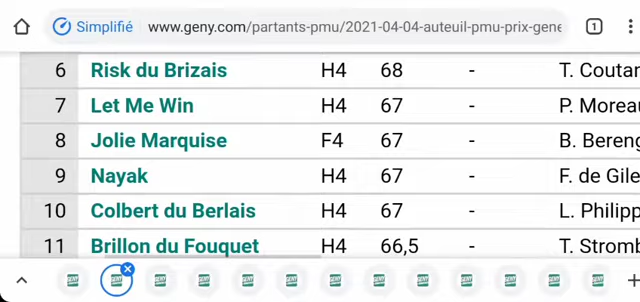 Simplifié www.geny.com/partants-pmu/2021-04-04-auteuil-pmu-prix-gene 1
6 Risk du Brizais H4 68 - T. Coutar
7 Let Me Win H4 67 - P. Moreau
8 Jolie Marquise F4 67 - B. Bereng
9 Nayak H4 67 - F. de Gile
10 Colbert du Berlais H4 67 - L. Philipp
11 Brillon du Fouquet H4 66,5 - T. Stromb